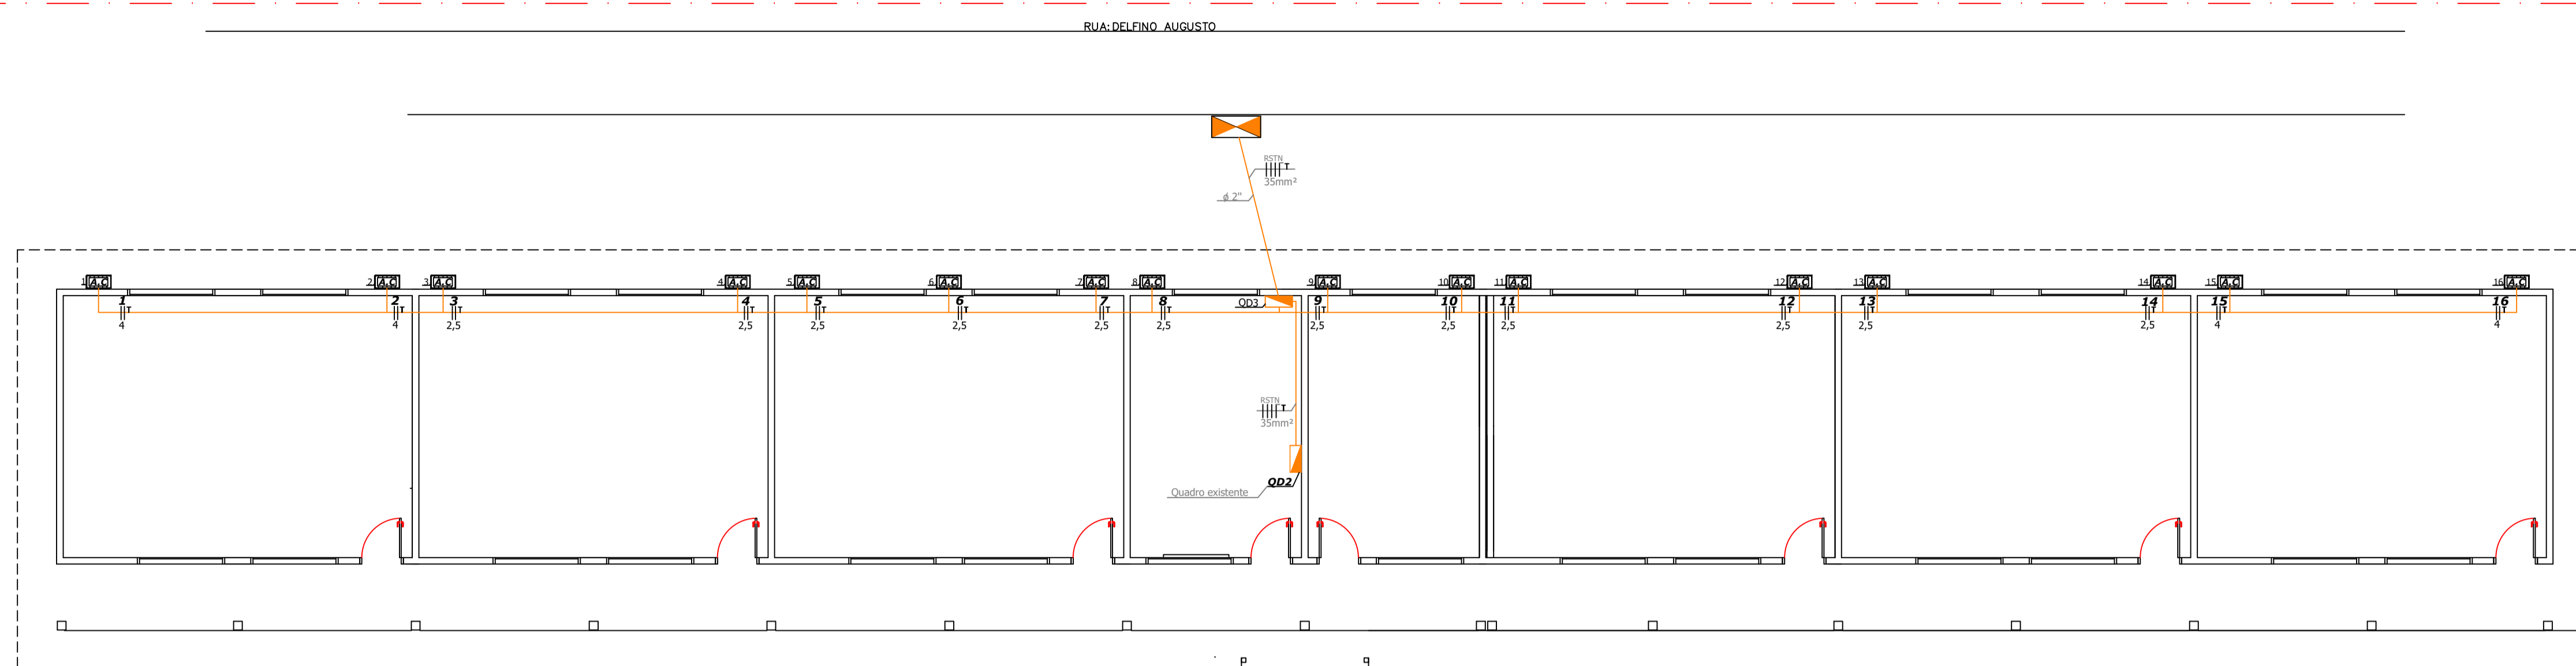 RUA: DELFINO AUGUSTO
RSTN
T
35mm²
ϕ 2"
1 A.C
2 A.C
3 A.C
4 A.C
5 A.C
6 A.C
7 A.C
8 A.C
9 A.C
10 A.C
11 A.C
12 A.C
13 A.C
14 A.C
15 A.C
16 A.C
1 2 3 4 5 6 7 8 QD3 9 10 11 12 13 14 15 16
T T T T T T T T T T T T T T T T
4 4 2,5 2,5 2,5 2,5 2,5 2,5 2,5 2,5 2,5 2,5 2,5 2,5 4 4
RSTN
T
35mm²
QD2
Quadro existente